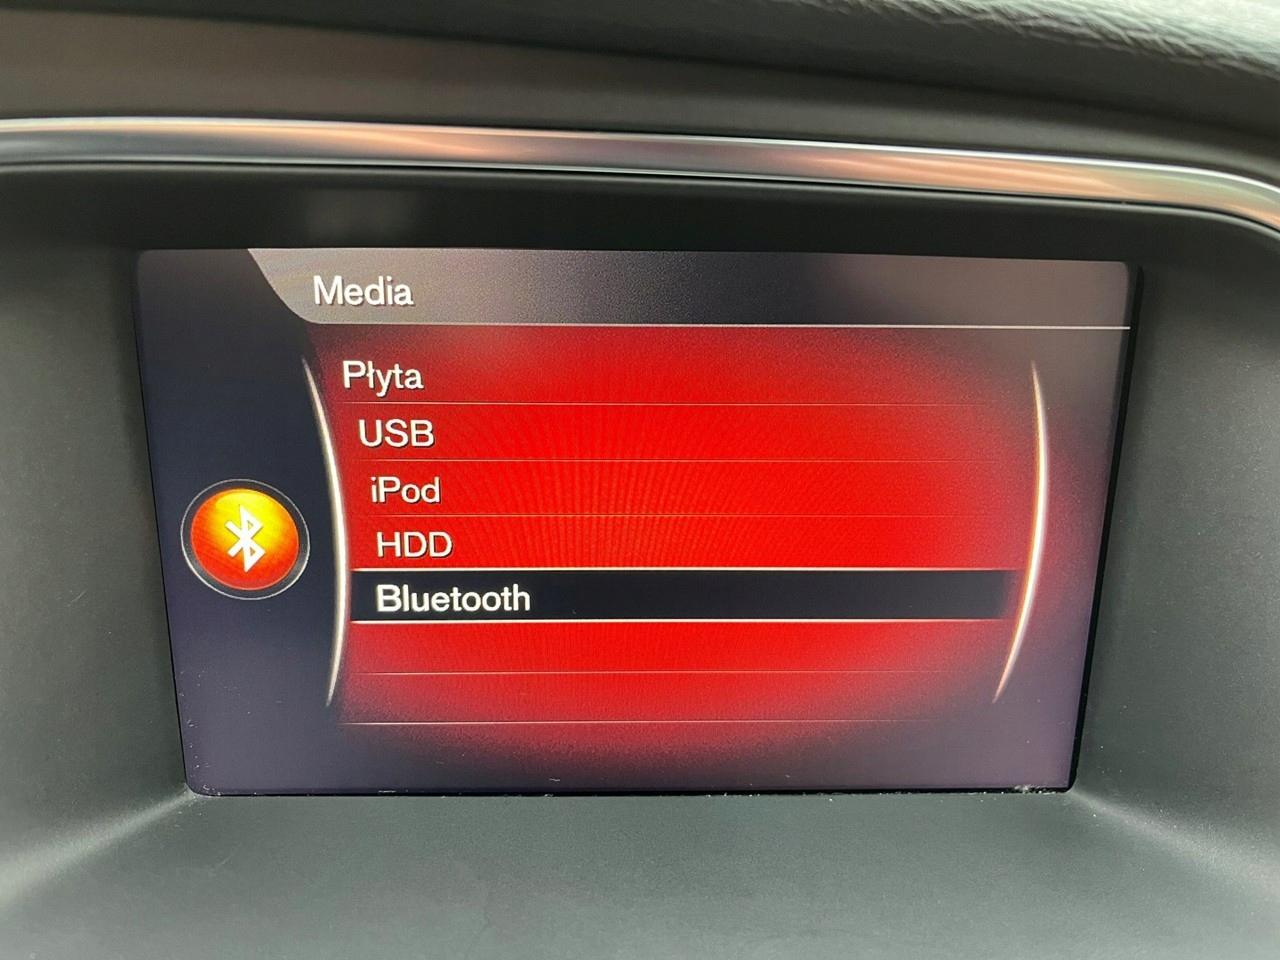 Media
Płyta
USB
iPod
HDD
Bluetooth